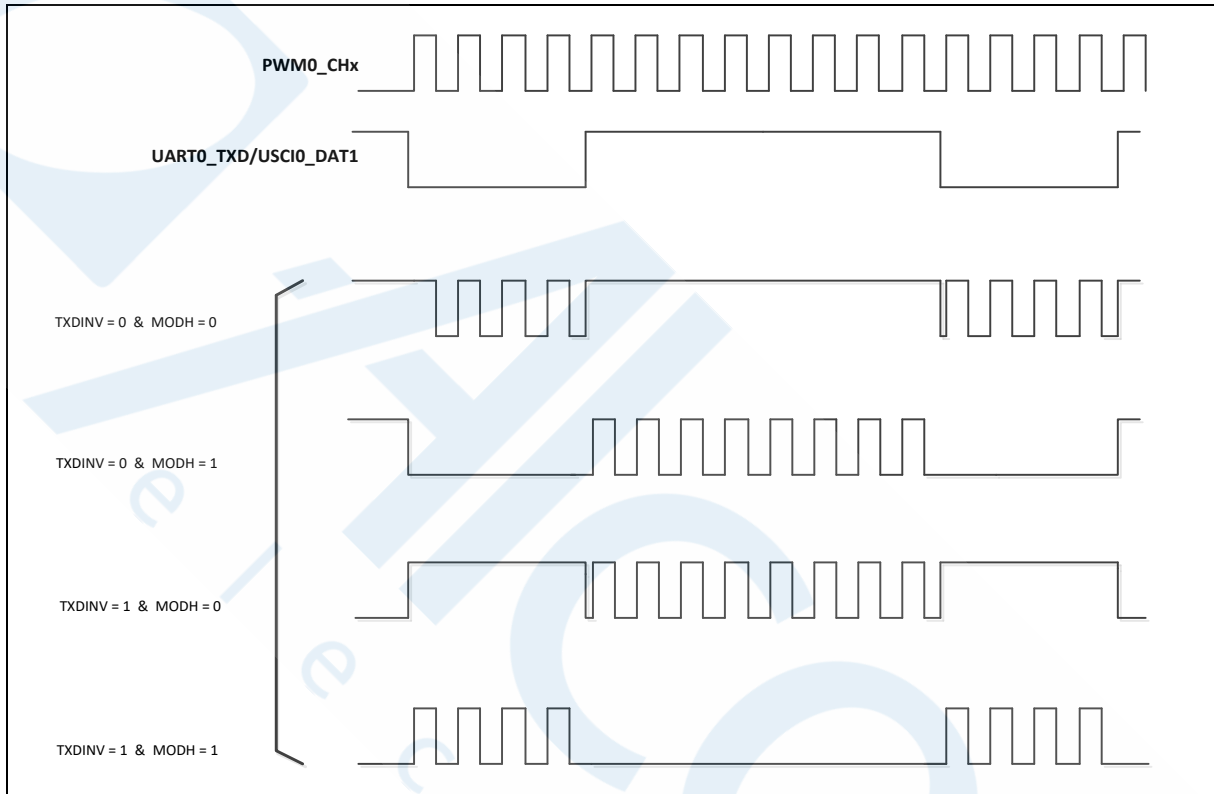 PWM0_CHx
UART0_TXD/USCI0_DAT1
TXDINV = 0 & MODH = 0
TXDINV = 0 & MODH = 1
TXDINV = 1 & MODH = 0
TXDINV = 1 & MODH = 1
e
l
e
c